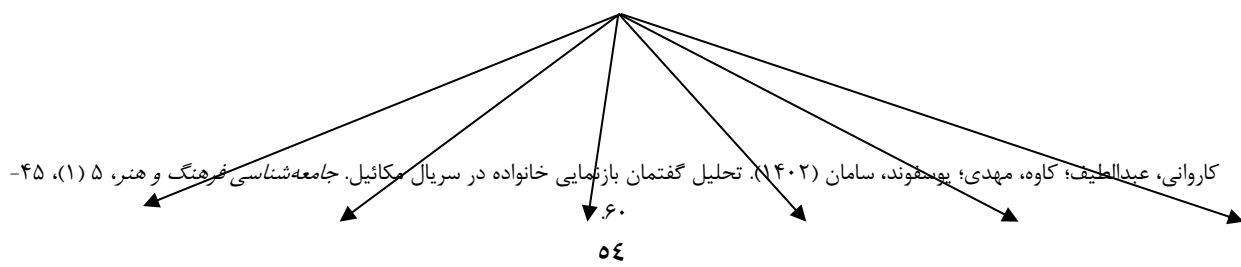 کاروانی، عبدالطیف؛ کاوه، مهدی؛ یوسفوند، سامان (۱۴۰۲). تحلیل گفتمان بازنمایی خانواده در سریال مکائیل. جامعه‌شناسی فرهنگ و هنر، ۵ (۱)، ۴۵-
۶۰.
٥٤